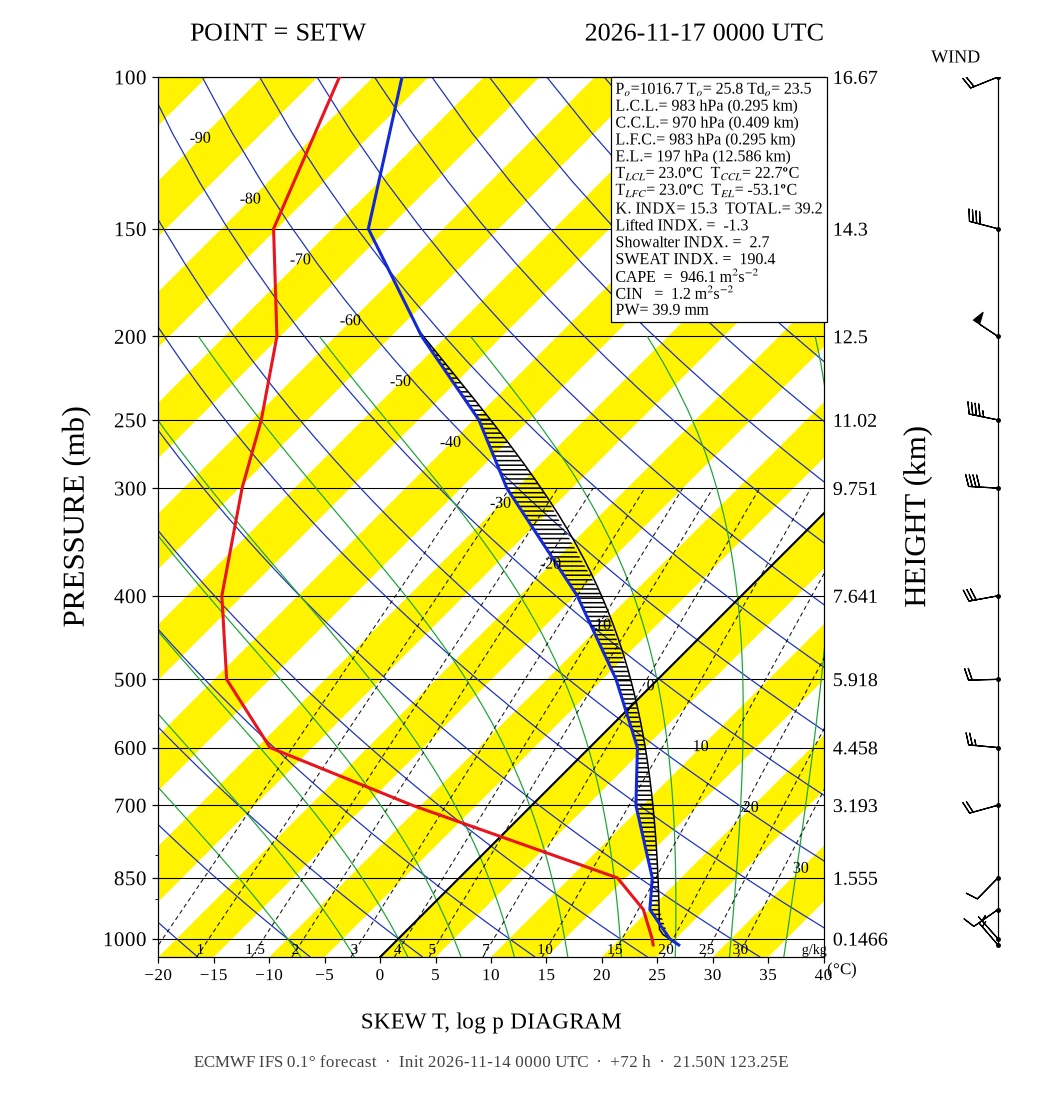 POINT = SETW 2026-11-17 0000 UTC
WIND
100 16.67
P₀=1016.7 T₀= 25.8 Td₀= 23.5
L.C.L.= 983 hPa (0.295 km)
C.C.L.= 970 hPa (0.409 km)
L.F.C.= 983 hPa (0.295 km)
E.L.= 197 hPa (12.586 km)
T_LCL= 23.0°C T_CCL= 22.7°C
T_LFC= 23.0°C T_EL= -53.1°C
K. INDX= 15.3 TOTAL.= 39.2
Lifted INDX. = -1.3
Showalter INDX. = 2.7
SWEAT INDX. = 190.4
CAPE = 946.1 m²s⁻²
CIN = 1.2 m²s⁻²
PW= 39.9 mm
-90
-80
150 14.3
-70
-60
200 12.5
-50
250 11.02
-40
300 9.751
-30
-20
400 7.641
-10
500 5.918
0
600 4.458
10
700 3.193
20
850 1.555
30
1000 0.1466
PRESSURE (mb)
HEIGHT (km)
1 1.5 2 3 4 5 7 10 15 20 25 30 g/kg
−20 −15 −10 −5 0 5 10 15 20 25 30 35 40 (°C)
SKEW T, log p DIAGRAM
ECMWF IFS 0.1° forecast · Init 2026-11-14 0000 UTC · +72 h · 21.50N 123.25E